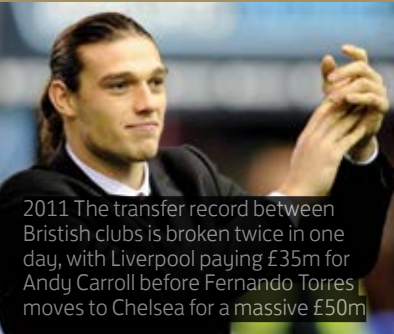 2011 The transfer record between
Bristish clubs is broken twice in one
day, with Liverpool paying £35m for
Andy Carroll before Fernando Torres
moves to Chelsea for a massive £50m